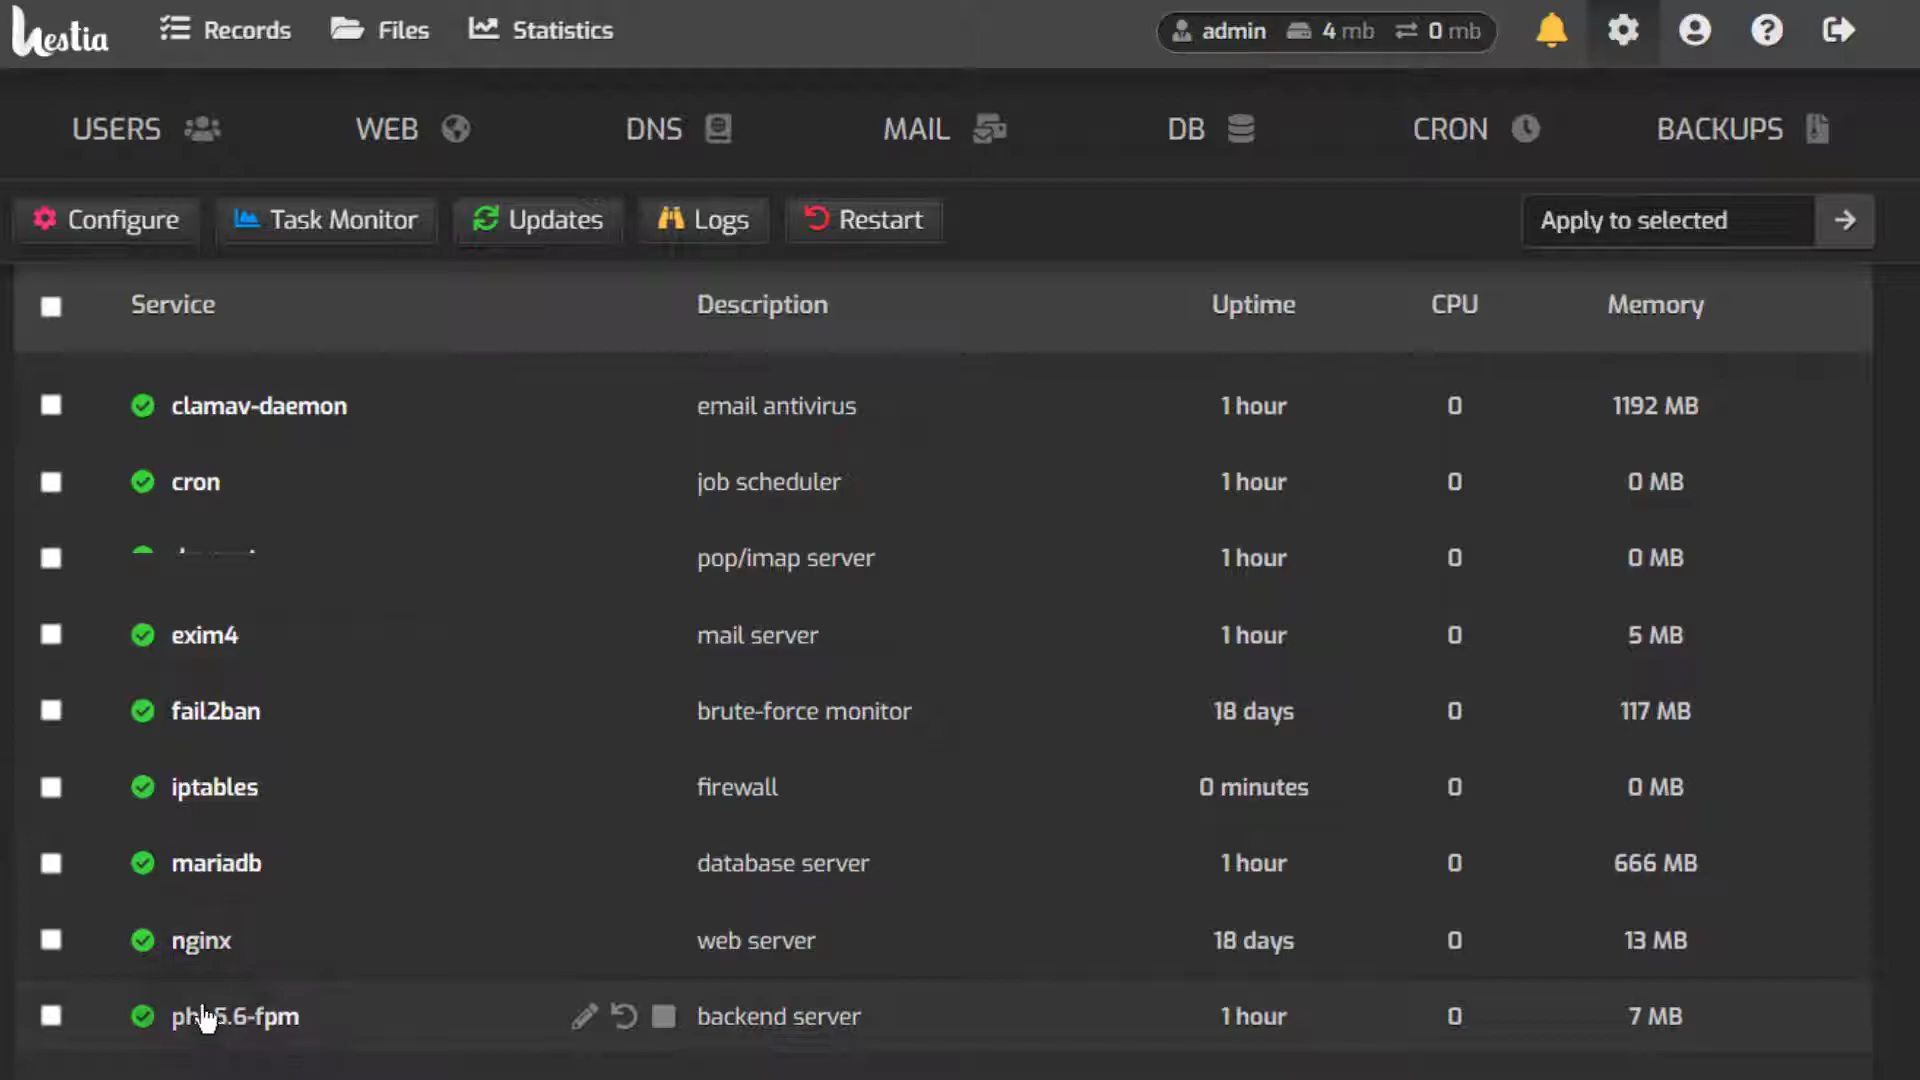 hestia Records Files Statistics admin 4 mb 0 mb
USERS WEB DNS MAIL DB CRON BACKUPS
Configure Task Monitor Updates Logs Restart Apply to selected
Service Description Uptime CPU Memory
clamav-daemon email antivirus 1 hour 0 1192 MB
cron job scheduler 1 hour 0 0 MB
pop/imap server 1 hour 0 0 MB
exim4 mail server 1 hour 0 5 MB
fail2ban brute-force monitor 18 days 0 117 MB
iptables firewall 0 minutes 0 0 MB
mariadb database server 1 hour 0 666 MB
nginx web server 18 days 0 13 MB
php5.6-fpm backend server 1 hour 0 7 MB